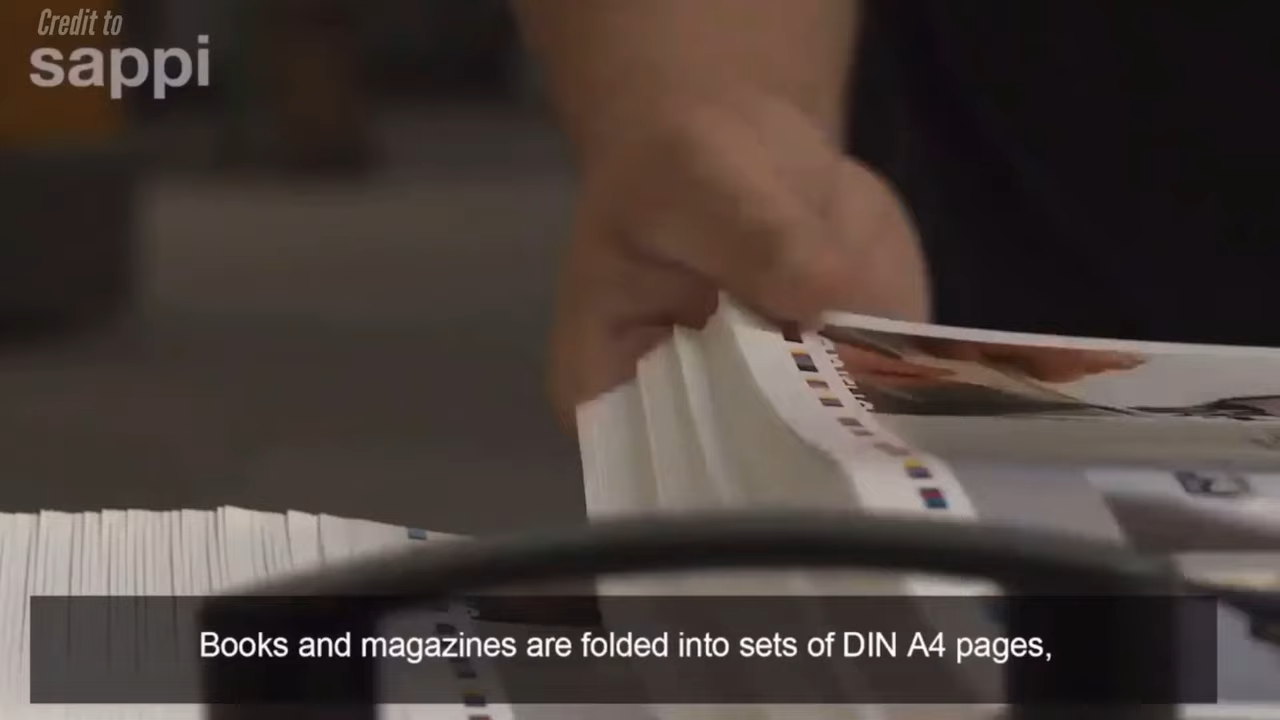 Credit to
sappi
Books and magazines are folded into sets of DIN A4 pages,